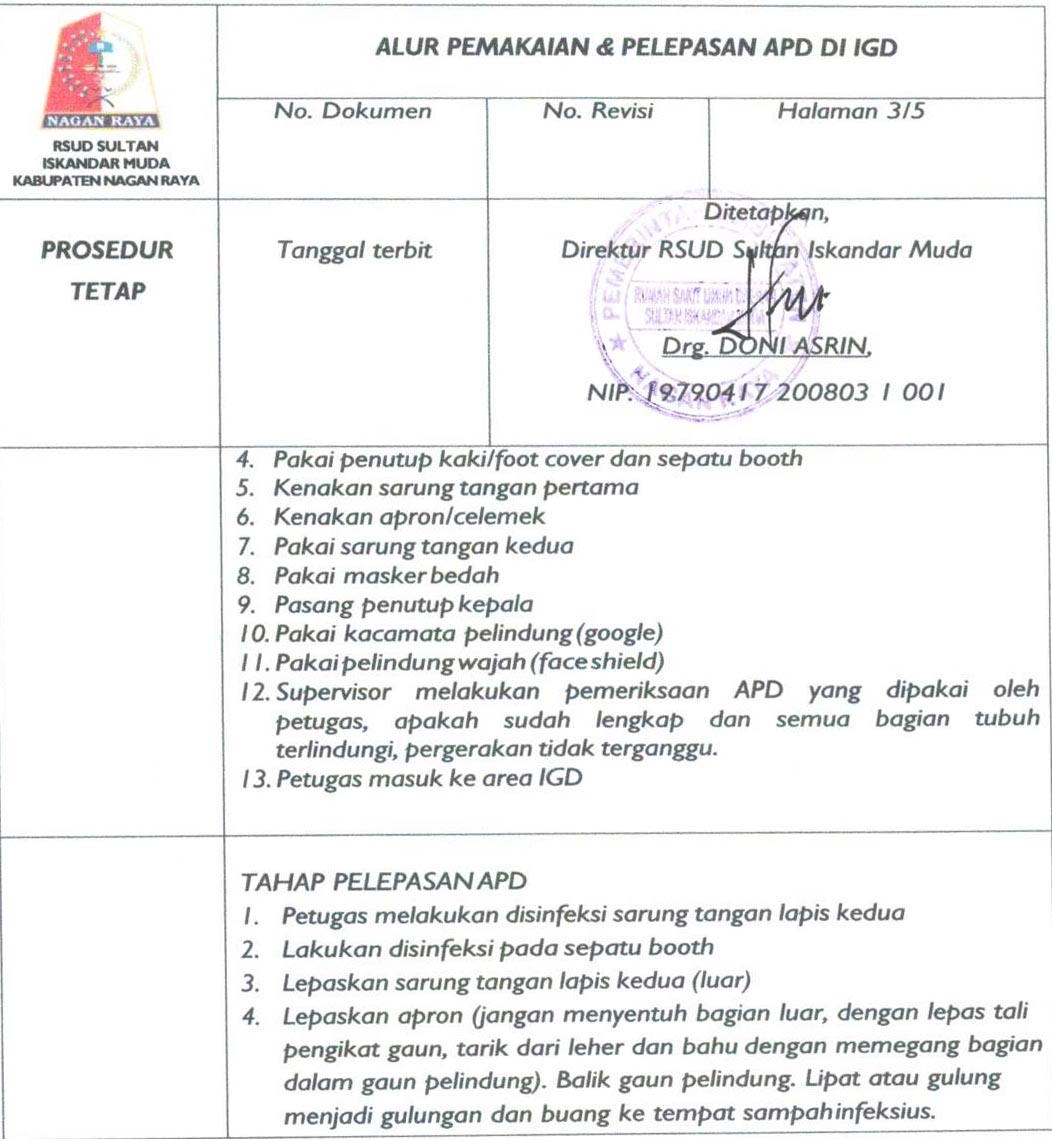 ALUR PEMAKAIAN & PELEPASAN APD DI IGD
NAGAN RAYA
RSUD SULTAN
ISKANDAR MUDA
KABUPATEN NAGAN RAYA
No. Dokumen
No. Revisi
Halaman 3/5
PROSEDUR
TETAP
Tanggal terbit
Ditetapkan,
Direktur RSUD Sultan Iskandar Muda
Drg. DONI ASRIN,
NIP. 19790417 200803 1 001
RUMAH SAKIT UMUM
SULTAN ISKANDAR
NAGAN RAYA
4. Pakai penutup kaki/foot cover dan sepatu booth
5. Kenakan sarung tangan pertama
6. Kenakan apron/celemek
7. Pakai sarung tangan kedua
8. Pakai masker bedah
9. Pasang penutup kepala
10. Pakai kacamata pelindung (google)
11. Pakai pelindung wajah (face shield)
12. Supervisor melakukan pemeriksaan APD yang dipakai oleh
petugas, apakah sudah lengkap dan semua bagian tubuh
terlindungi, pergerakan tidak terganggu.
13. Petugas masuk ke area IGD
TAHAP PELEPASAN APD
1. Petugas melakukan disinfeksi sarung tangan lapis kedua
2. Lakukan disinfeksi pada sepatu booth
3. Lepaskan sarung tangan lapis kedua (luar)
4. Lepaskan apron (jangan menyentuh bagian luar, dengan lepas tali
pengikat gaun, tarik dari leher dan bahu dengan memegang bagian
dalam gaun pelindung). Balik gaun pelindung. Lipat atau gulung
menjadi gulungan dan buang ke tempat sampah infeksius.